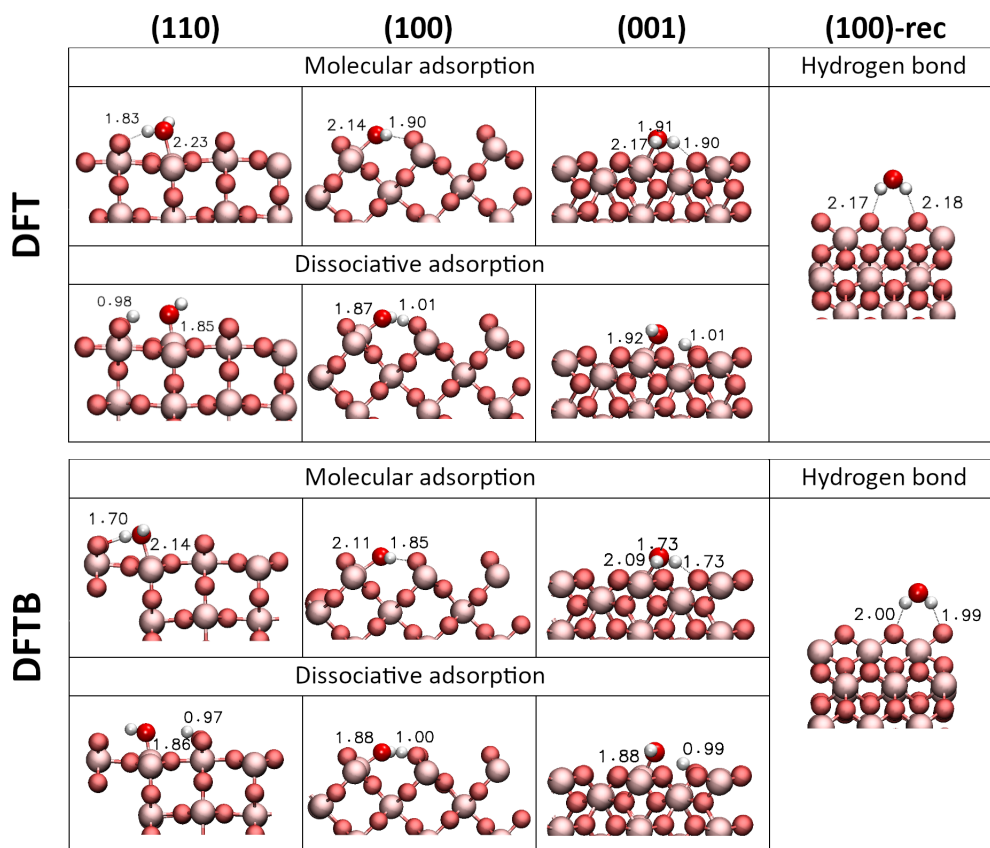 (110) (100) (001) (100)-rec
Molecular adsorption Hydrogen bond
DFT
1.83 2.23 2.14 1.90 1.91 2.17 1.90
2.17 2.18
Dissociative adsorption
0.98 1.85 1.87 1.01 1.92 1.01
Molecular adsorption Hydrogen bond
DFTB
1.70 2.14 2.11 1.85 1.73 2.09 1.73
2.00 1.99
Dissociative adsorption
1.86 0.97 1.88 1.00 1.88 0.99